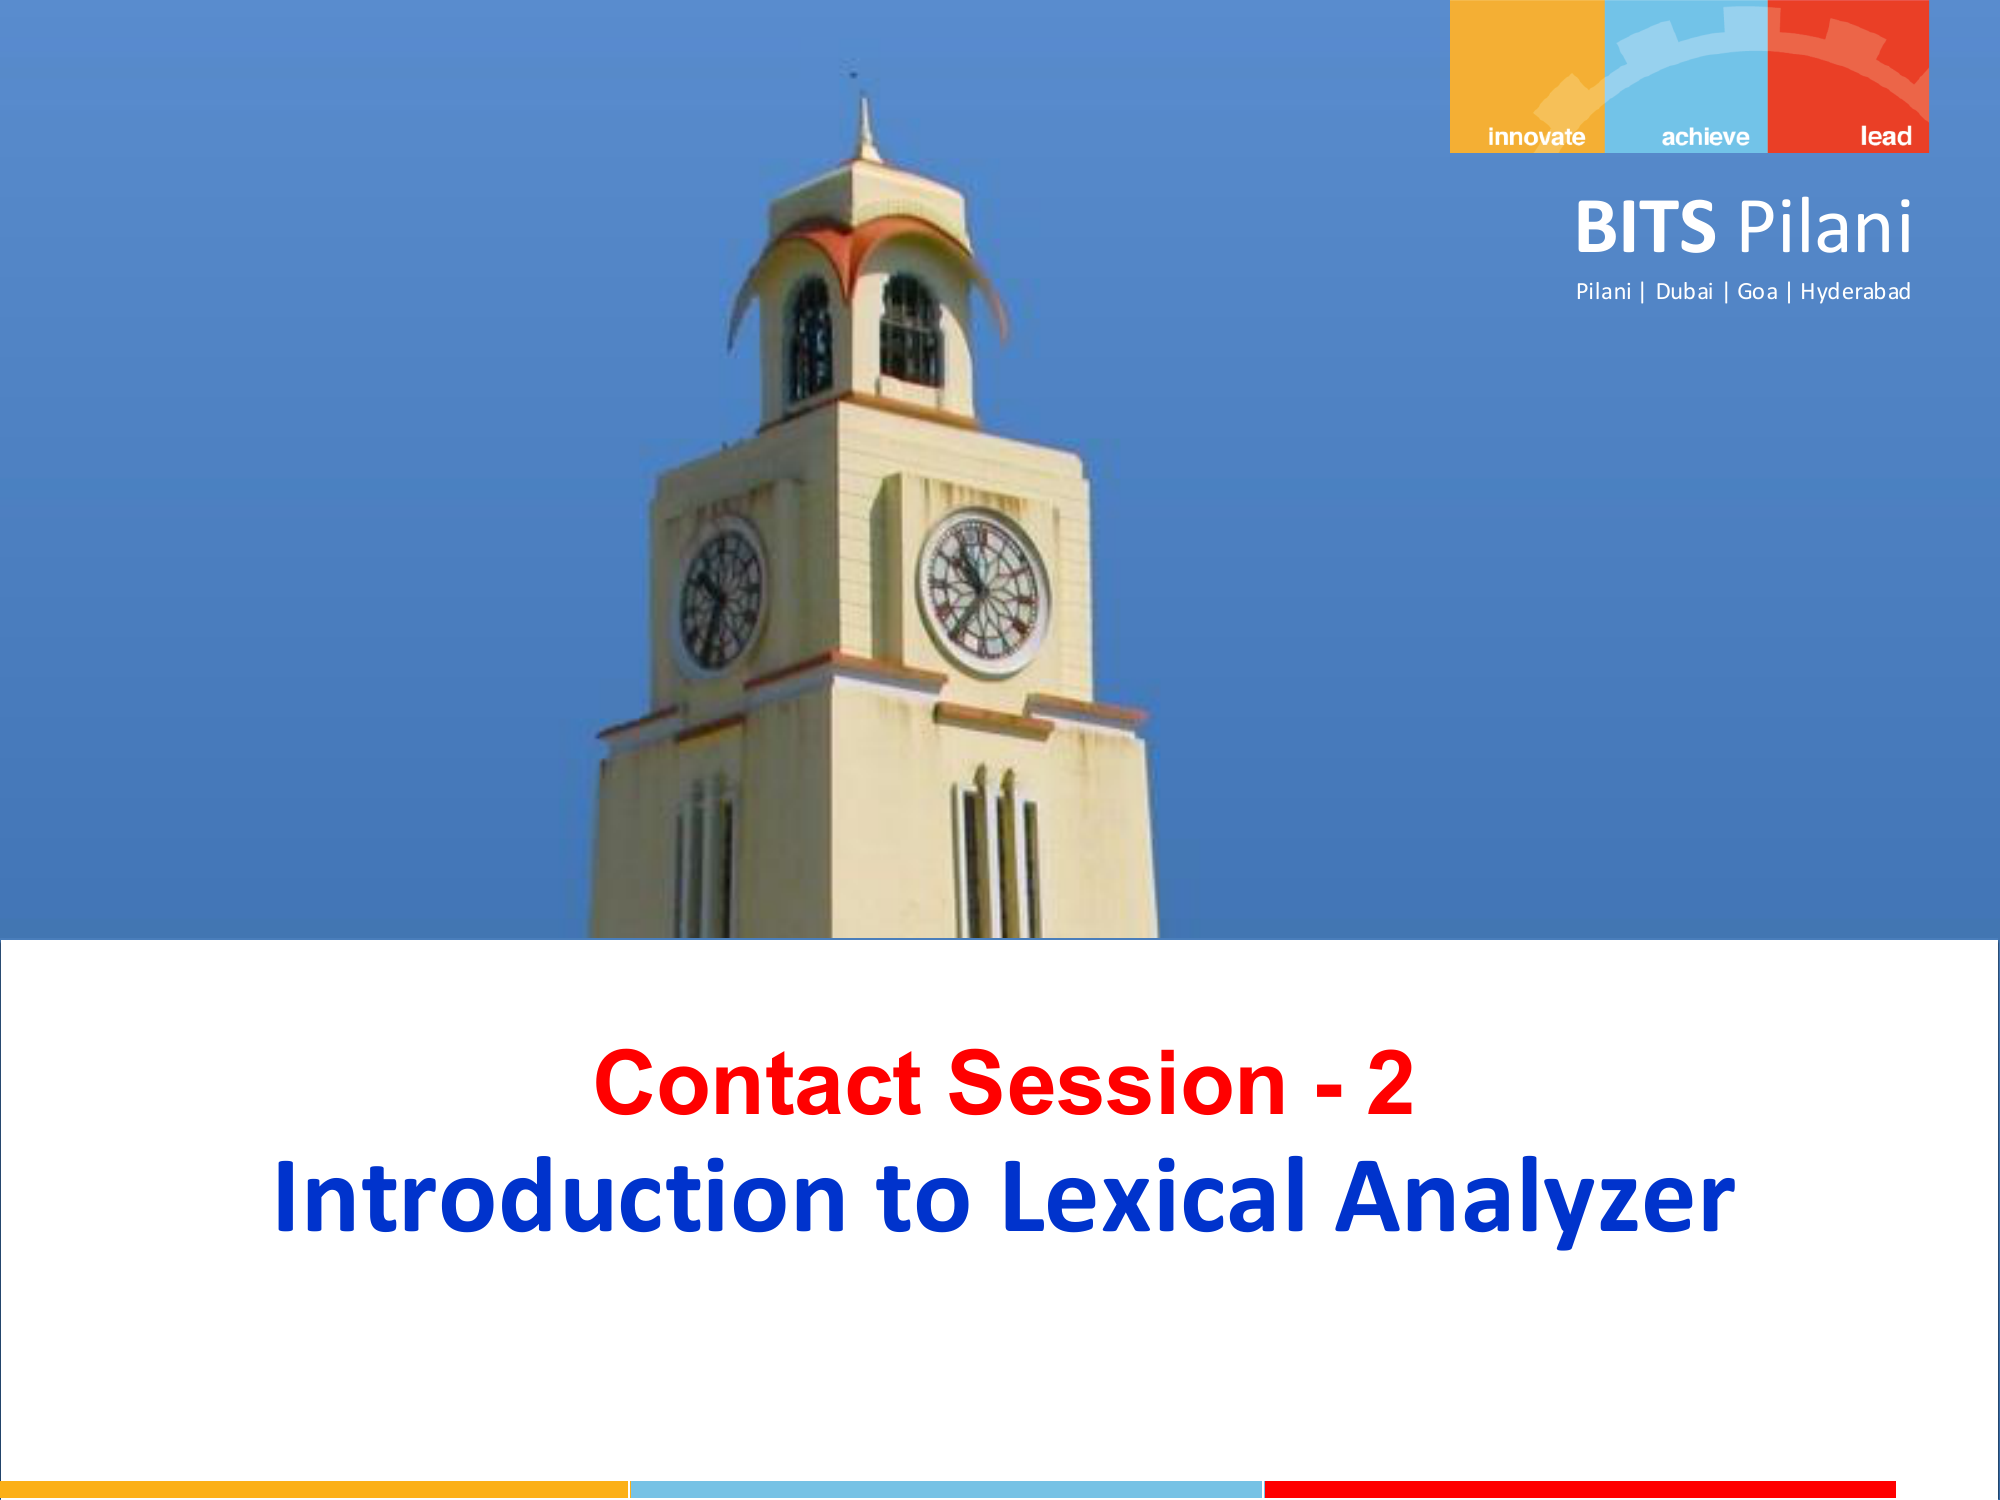 innovate achieve lead
BITS Pilani
Pilani | Dubai | Goa | Hyderabad
Contact Session - 2
Introduction to Lexical Analyzer